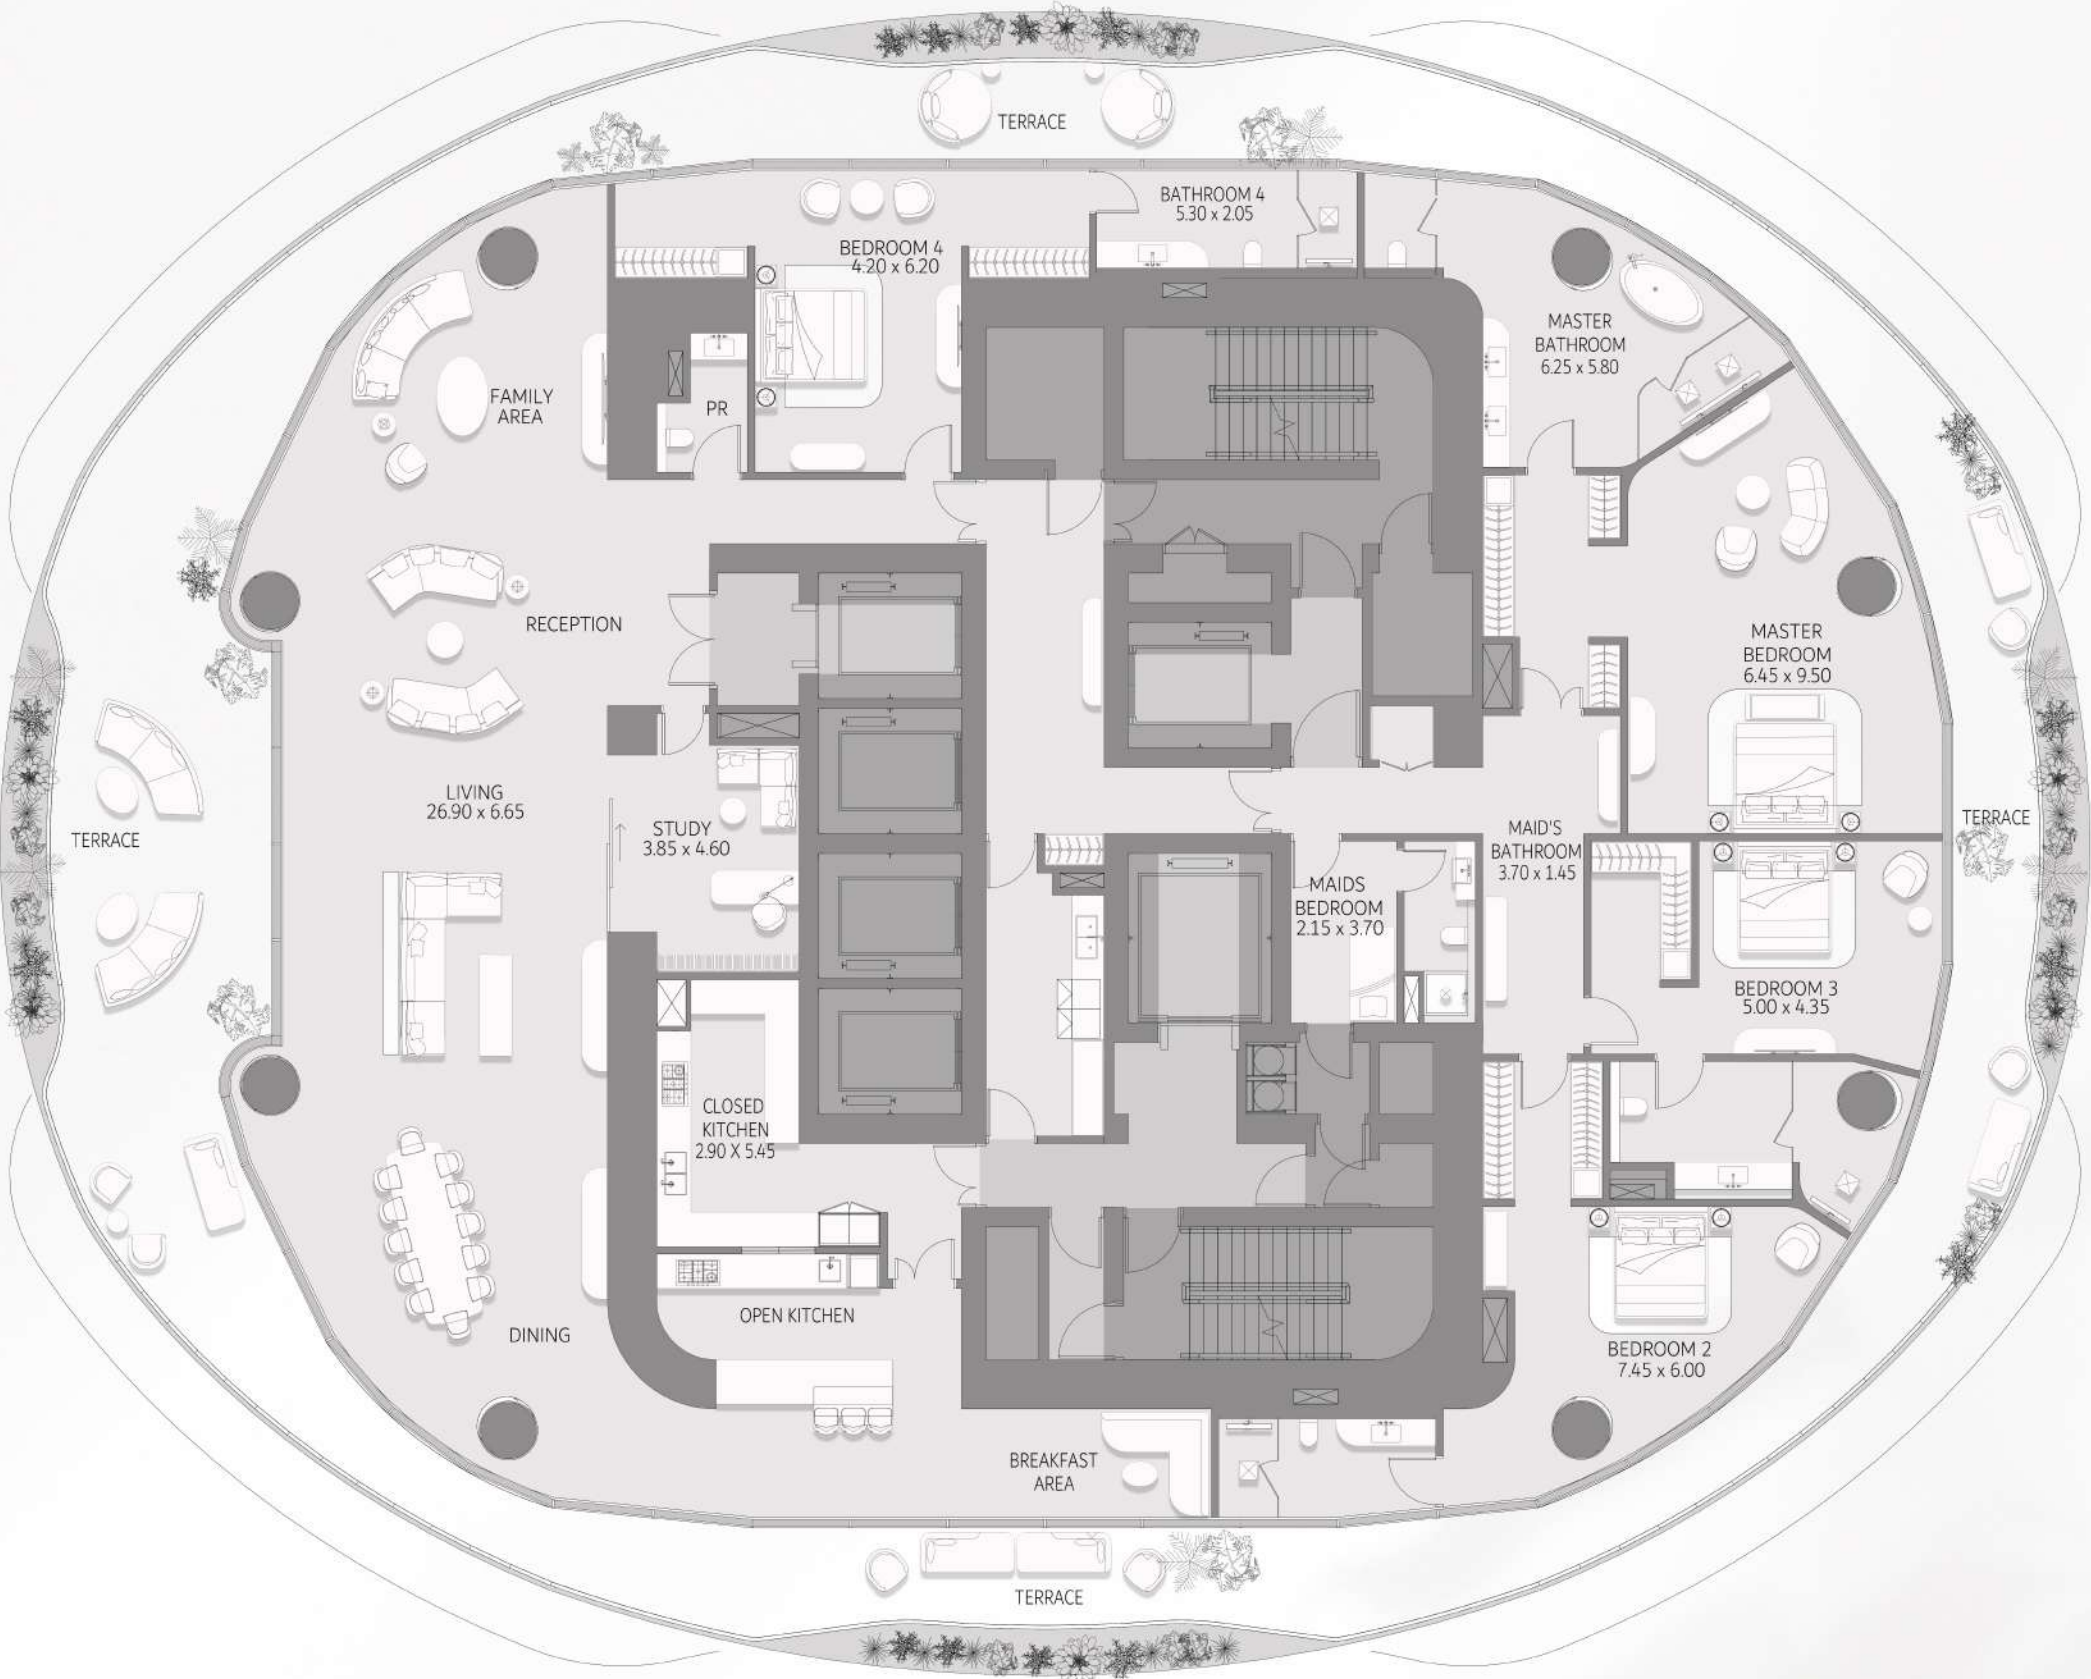 TERRACE
BATHROOM 4
5.30 x 2.05
BEDROOM 4
4.20 x 6.20
MASTER
BATHROOM
6.25 x 5.80
FAMILY
AREA
PR
RECEPTION
MASTER
BEDROOM
6.45 x 9.50
LIVING
26.90 x 6.65
TERRACE
STUDY
3.85 x 4.60
TERRACE
MAID'S
BATHROOM
3.70 x 1.45
MAIDS
BEDROOM
2.15 x 3.70
BEDROOM 3
5.00 x 4.35
CLOSED
KITCHEN
2.90 X 5.45
OPEN KITCHEN
DINING
BEDROOM 2
7.45 x 6.00
BREAKFAST
AREA
TERRACE